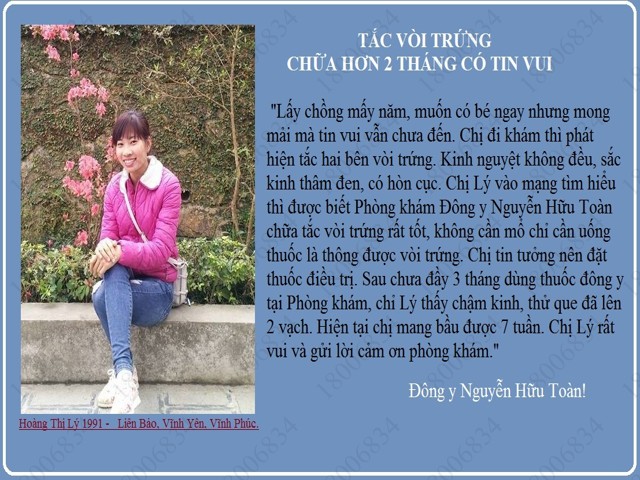 TẮC VÒI TRỨNG
CHỮA HƠN 2 THÁNG CÓ TIN VUI
"Lấy chồng mấy năm, muốn có bé ngay nhưng mong
mải mà tin vui vẫn chưa đến. Chị đi khám thì phát
hiện tắc hai bên vòi trứng. Kinh nguyệt không đều, sắc
kinh thâm đen, có hòn cục. Chị Lý vào mạng tìm hiểu
thì được biết Phòng khám Đông y Nguyễn Hữu Toàn
chữa tắc vòi trứng rất tốt, không cần mổ chỉ cần uống
thuốc là thông được vòi trứng. Chị tin tưởng nên đặt
thuốc điều trị. Sau chưa đầy 3 tháng dùng thuốc đông y
tại Phòng khám, chí Lý thấy chậm kinh, thử que đã lên
2 vạch. Hiện tại chị mang bầu được 7 tuần. Chị Lý rất
vui và gửi lời cảm ơn phòng khám."
Đông y Nguyễn Hữu Toàn!
Hoàng Thị Lý 1991 - Liên Bảo, Vĩnh Yên, Vĩnh Phúc.
18006834